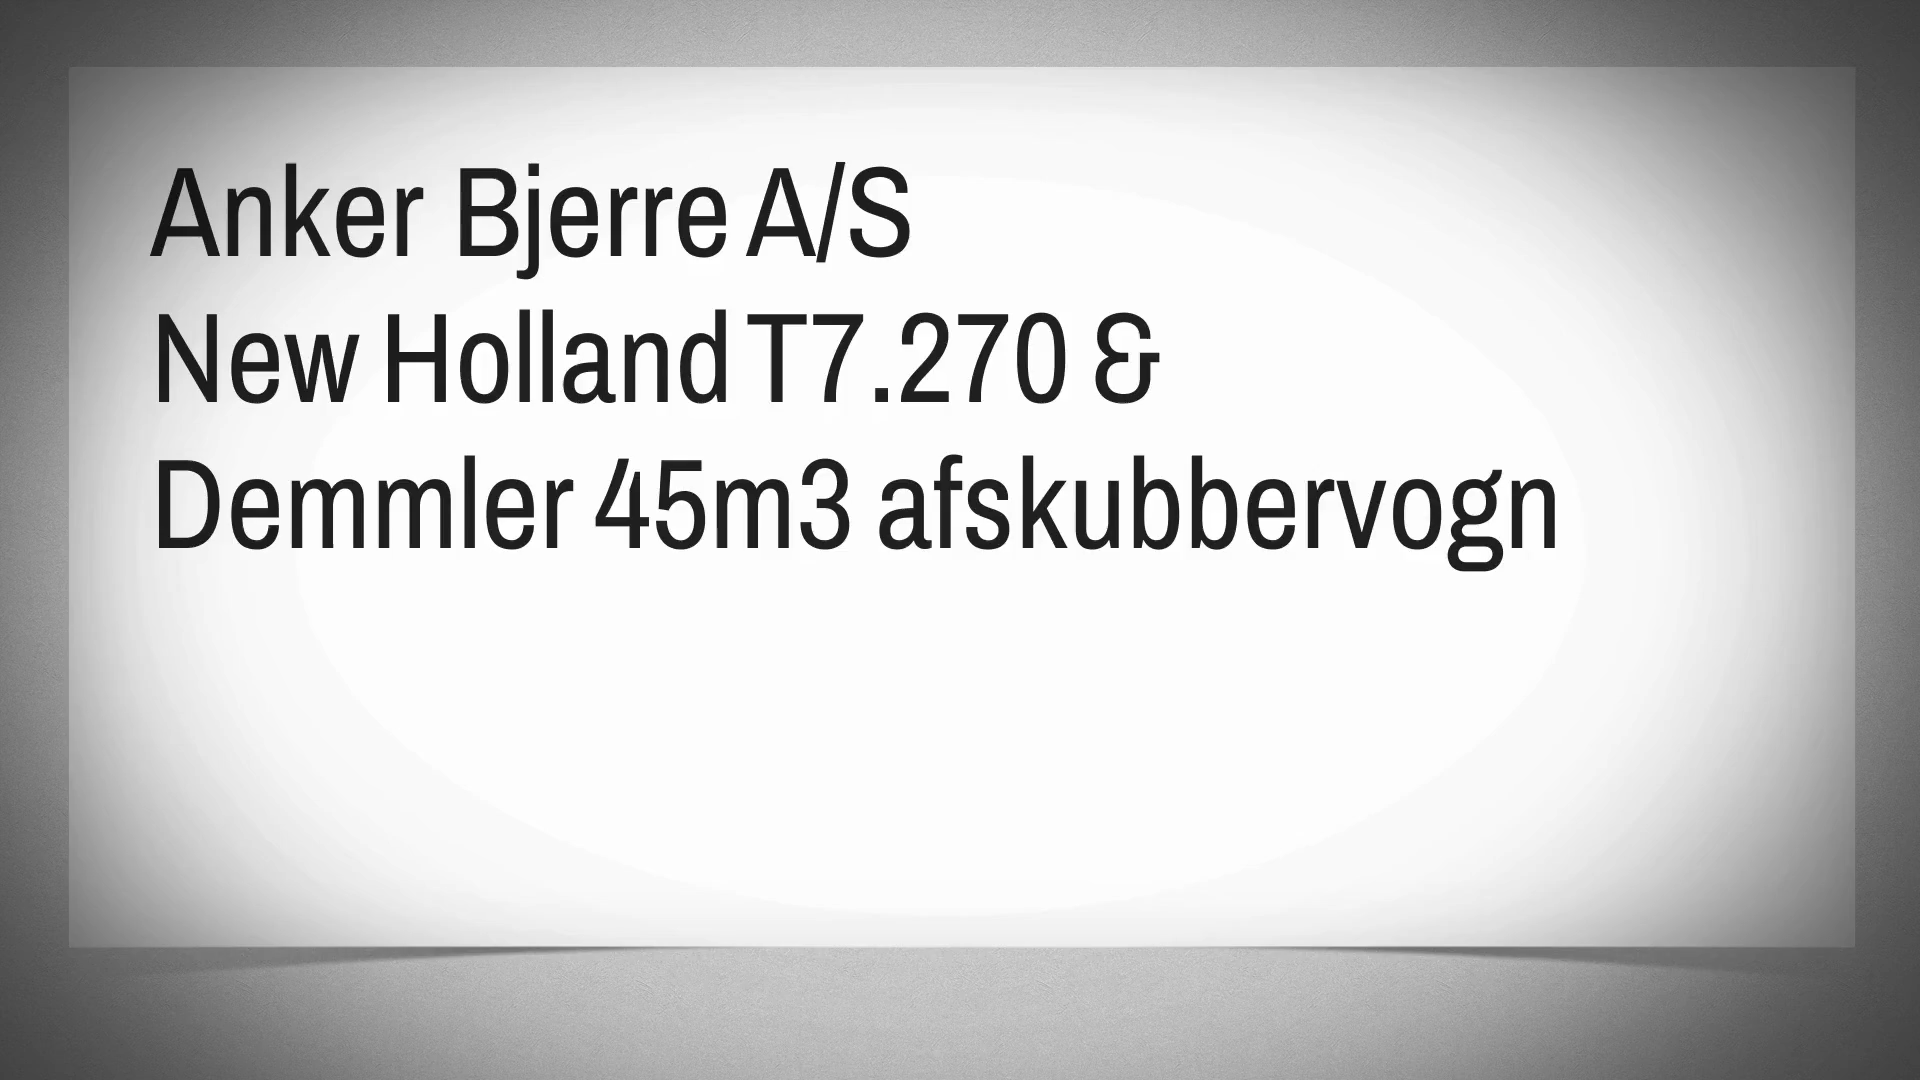 Anker Bjerre A/S
New Holland T7.270 &
Demmler 45m3 afskubbervogn